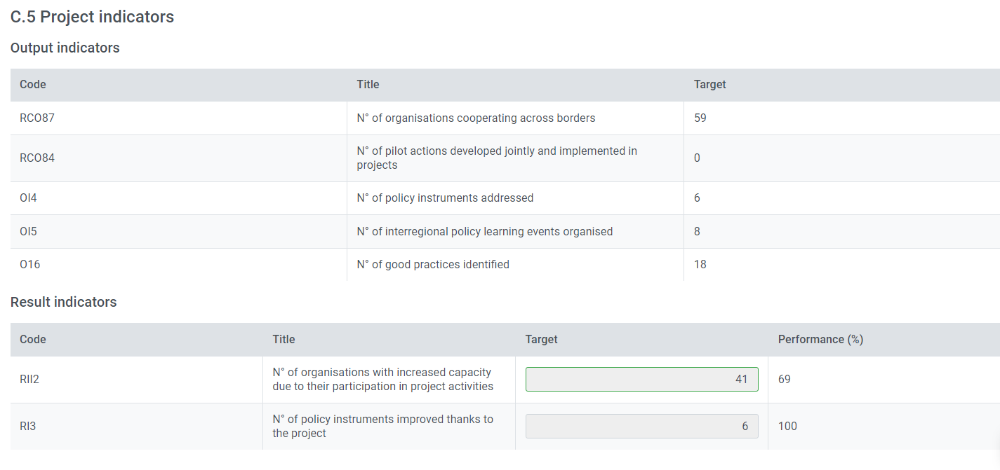 C.5 Project indicators
Output indicators
Code Title Target
RCO87 N° of organisations cooperating across borders 59
RCO84 N° of pilot actions developed jointly and implemented in
projects 0
OI4 N° of policy instruments addressed 6
OI5 N° of interregional policy learning events organised 8
O16 N° of good practices identified 18
Result indicators
Code Title Target Performance (%)
RII2 N° of organisations with increased capacity
due to their participation in project activities 41 69
RI3 N° of policy instruments improved thanks to
the project 6 100